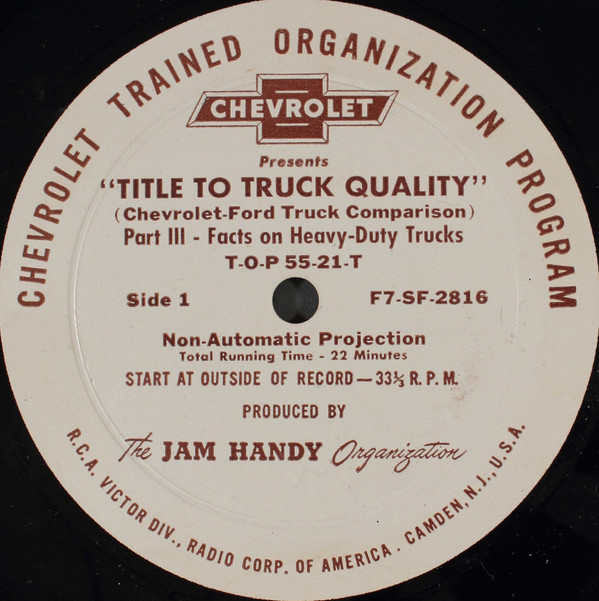 CHEVROLET TRAINED ORGANIZATION PROGRAM
CHEVROLET
Presents
"TITLE TO TRUCK QUALITY"
(Chevrolet-Ford Truck Comparison)
Part III - Facts on Heavy-Duty Trucks
T-O-P 55-21-T
Side 1
F7-SF-2816
Non-Automatic Projection
Total Running Time - 22 Minutes
START AT OUTSIDE OF RECORD — 33⅓ R.P.M.
PRODUCED BY
The JAM HANDY Organization
R.C.A. VICTOR DIV., RADIO CORP. OF AMERICA. CAMDEN, N.J., U.S.A.